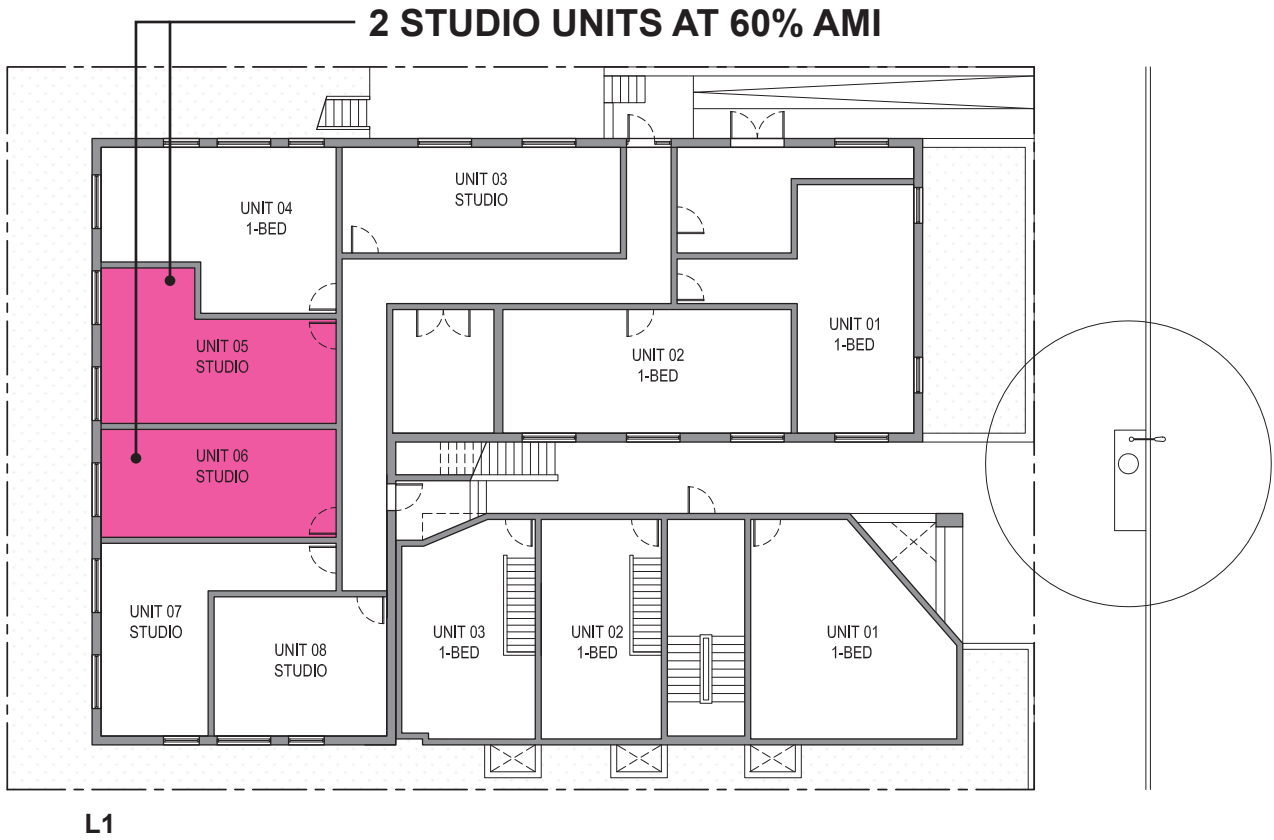 2 STUDIO UNITS AT 60% AMI
UNIT 03
STUDIO
UNIT 04
1-BED
UNIT 01
1-BED
UNIT 05
STUDIO
UNIT 02
1-BED
UNIT 06
STUDIO
UNIT 07
STUDIO
UNIT 08
STUDIO
UNIT 03
1-BED
UNIT 02
1-BED
UNIT 01
1-BED
L1